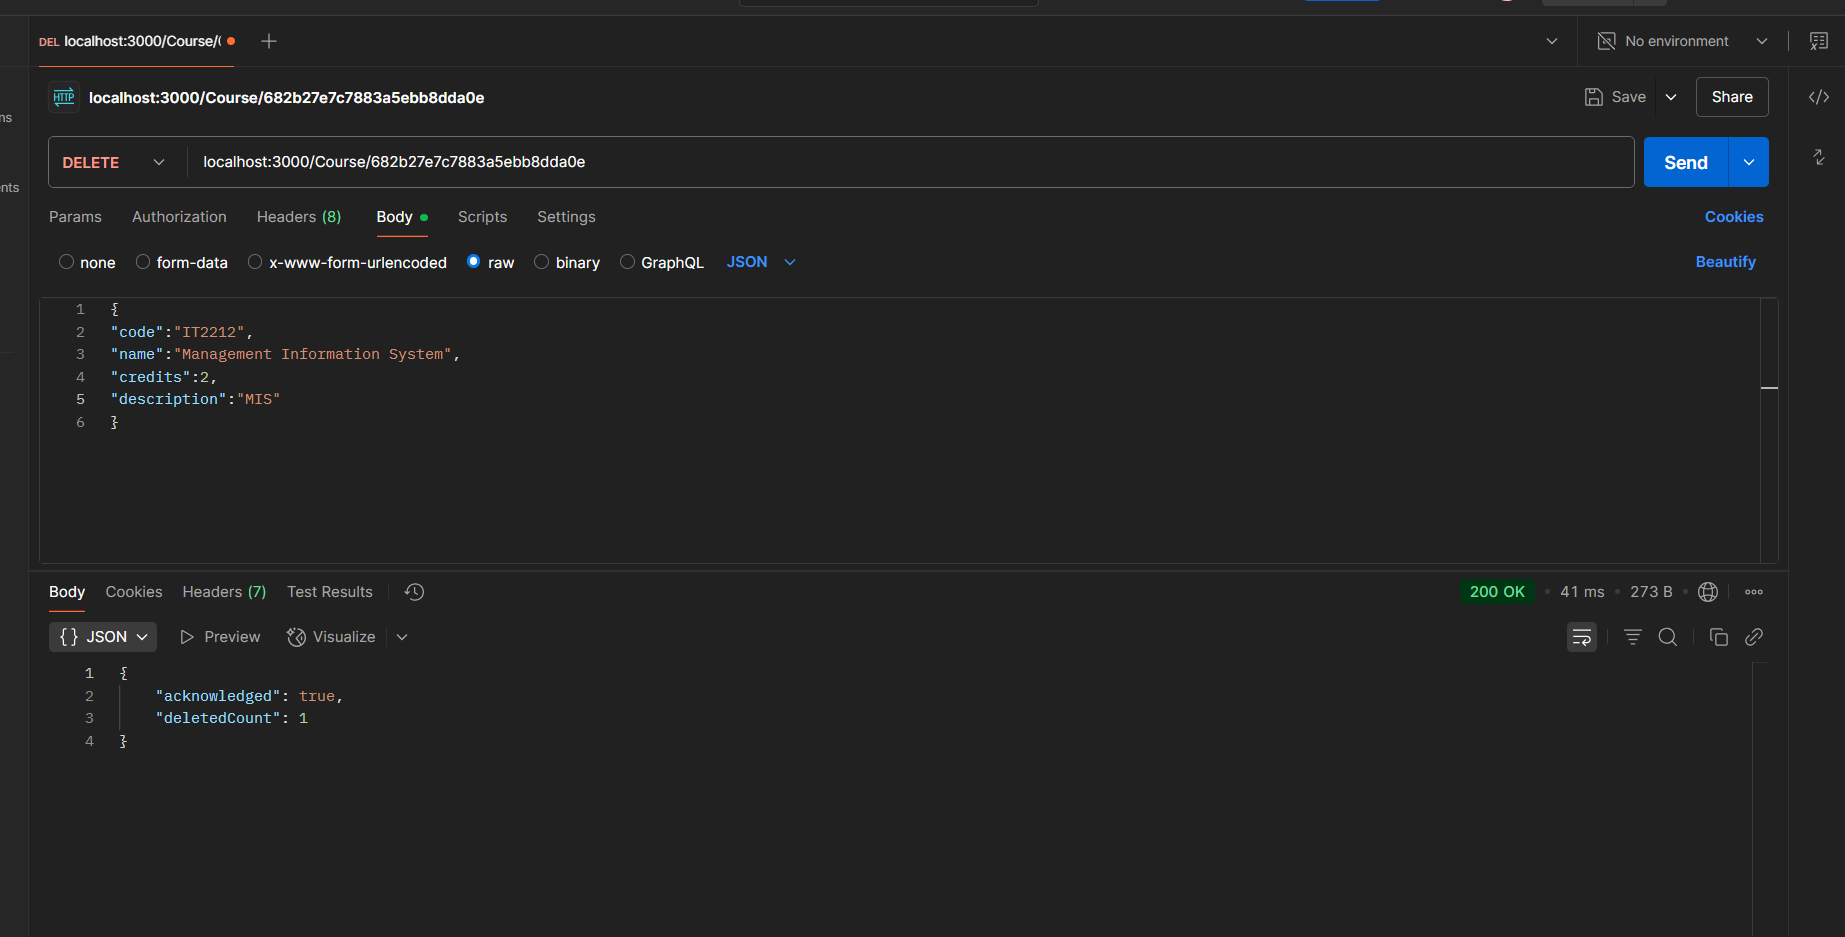 DEL localhost:3000/Course/(
No environment
ns
HTTP localhost:3000/Course/682b27e7c7883a5ebb8dda0e
Save
Share
DELETE
localhost:3000/Course/682b27e7c7883a5ebb8dda0e
Send
nts
Params Authorization Headers (8) Body Scripts Settings
Cookies
none form-data x-www-form-urlencoded raw binary GraphQL JSON
Beautify
1 {
2 "code":"IT2212",
3 "name":"Management Information System",
4 "credits":2,
5 "description":"MIS"
6 }
Body Cookies Headers (7) Test Results
200 OK • 41 ms • 273 B •
{} JSON Preview Visualize
1 {
2 "acknowledged": true,
3 "deletedCount": 1
4 }